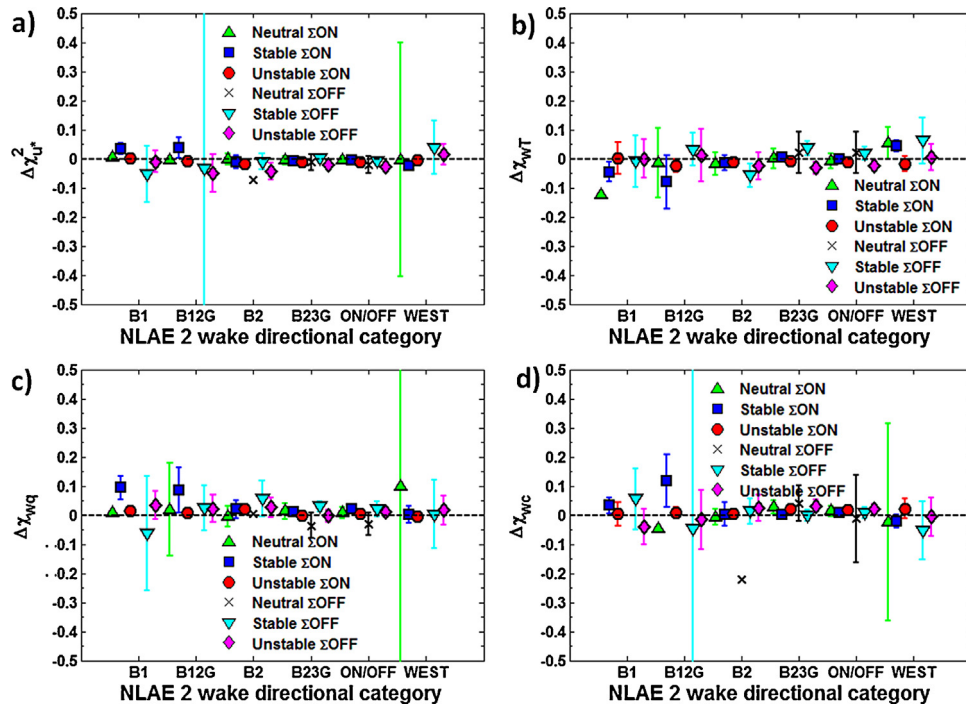 a)
0.5
0.4
0.3
0.2
0.1
0
-0.1
-0.2
-0.3
-0.4
-0.5
Δχ²u*
Neutral ΣON
Stable ΣON
Unstable ΣON
Neutral ΣOFF
Stable ΣOFF
Unstable ΣOFF
B1 B12G B2 B23G ON/OFF WEST
NLAE 2 wake directional category
b)
0.5
0.4
0.3
0.2
0.1
0
-0.1
-0.2
-0.3
-0.4
-0.5
ΔχwT
Neutral ΣON
Stable ΣON
Unstable ΣON
Neutral ΣOFF
Stable ΣOFF
Unstable ΣOFF
B1 B12G B2 B23G ON/OFF WEST
NLAE 2 wake directional category
c)
0.5
0.4
0.3
0.2
0.1
0
-0.1
-0.2
-0.3
-0.4
-0.5
Δχwq
Neutral ΣON
Stable ΣON
Unstable ΣON
Neutral ΣOFF
Stable ΣOFF
Unstable ΣOFF
B1 B12G B2 B23G ON/OFF WEST
NLAE 2 wake directional category
d)
0.5
0.4
0.3
0.2
0.1
0
-0.1
-0.2
-0.3
-0.4
-0.5
Δχwc
Neutral ΣON
Stable ΣON
Unstable ΣON
Neutral ΣOFF
Stable ΣOFF
Unstable ΣOFF
B1 B12G B2 B23G ON/OFF WEST
NLAE 2 wake directional category